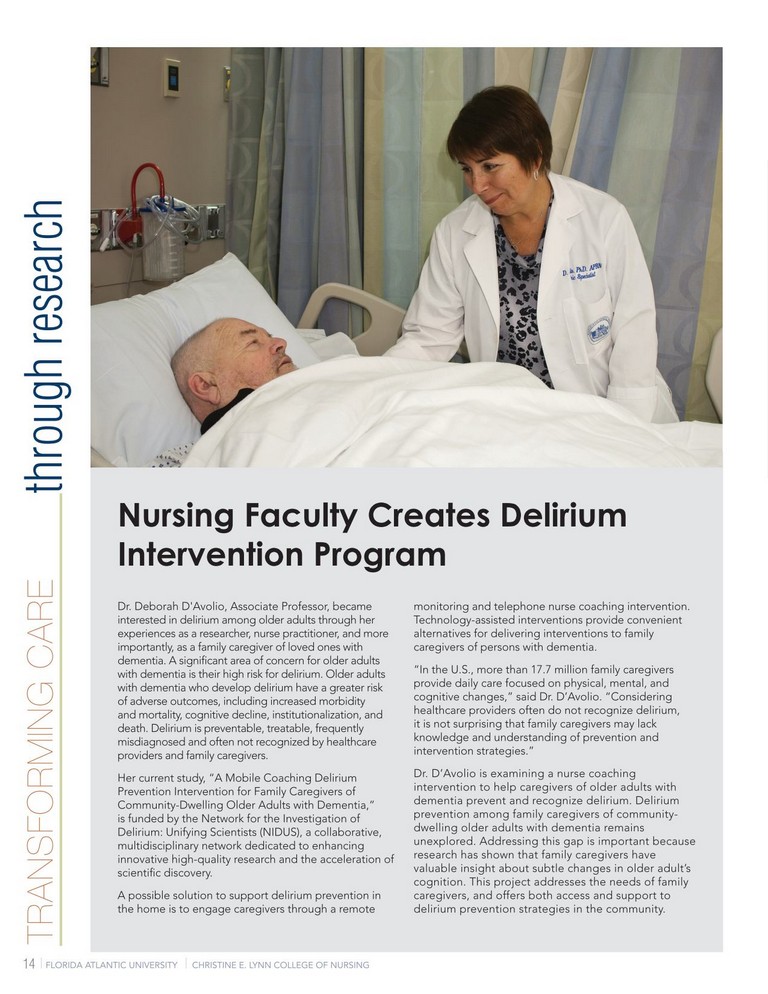 TRANSFORMING CARE through research
D. PhD, APRN
Specialist
Nursing Faculty Creates Delirium
Intervention Program
Dr. Deborah D’Avolio, Associate Professor, became
interested in delirium among older adults through her
experiences as a researcher, nurse practitioner, and more
importantly, as a family caregiver of loved ones with
dementia. A significant area of concern for older adults
with dementia is their high risk for delirium. Older adults
with dementia who develop delirium have a greater risk
of adverse outcomes, including increased morbidity
and mortality, cognitive decline, institutionalization, and
death. Delirium is preventable, treatable, frequently
misdiagnosed and often not recognized by healthcare
providers and family caregivers.
Her current study, “A Mobile Coaching Delirium
Prevention Intervention for Family Caregivers of
Community-Dwelling Older Adults with Dementia,”
is funded by the Network for the Investigation of
Delirium: Unifying Scientists (NIDUS), a collaborative,
multidisciplinary network dedicated to enhancing
innovative high-quality research and the acceleration of
scientific discovery.
A possible solution to support delirium prevention in
the home is to engage caregivers through a remote
monitoring and telephone nurse coaching intervention.
Technology-assisted interventions provide convenient
alternatives for delivering interventions to family
caregivers of persons with dementia.
“In the U.S., more than 17.7 million family caregivers
provide daily care focused on physical, mental, and
cognitive changes,” said Dr. D’Avolio. “Considering
healthcare providers often do not recognize delirium,
it is not surprising that family caregivers may lack
knowledge and understanding of prevention and
intervention strategies.”
Dr. D’Avolio is examining a nurse coaching
intervention to help caregivers of older adults with
dementia prevent and recognize delirium. Delirium
prevention among family caregivers of community-
dwelling older adults with dementia remains
unexplored. Addressing this gap is important because
research has shown that family caregivers have
valuable insight about subtle changes in older adult’s
cognition. This project addresses the needs of family
caregivers, and offers both access and support to
delirium prevention strategies in the community.
14 | FLORIDA ATLANTIC UNIVERSITY | CHRISTINE E. LYNN COLLEGE OF NURSING